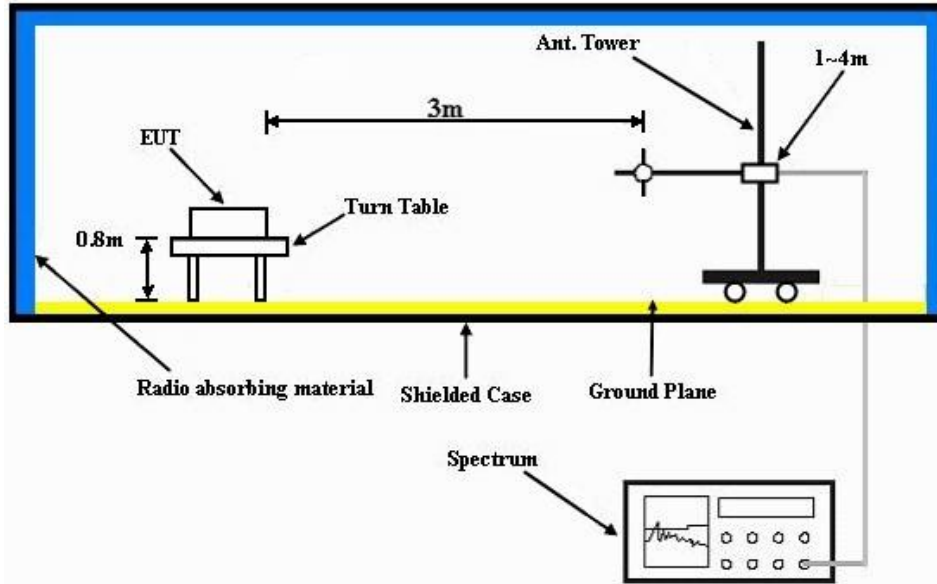 Ant. Tower
1~4m
3m
EUT
Turn Table
0.8m
Radio absorbing material
Shielded Case
Ground Plane
Spectrum